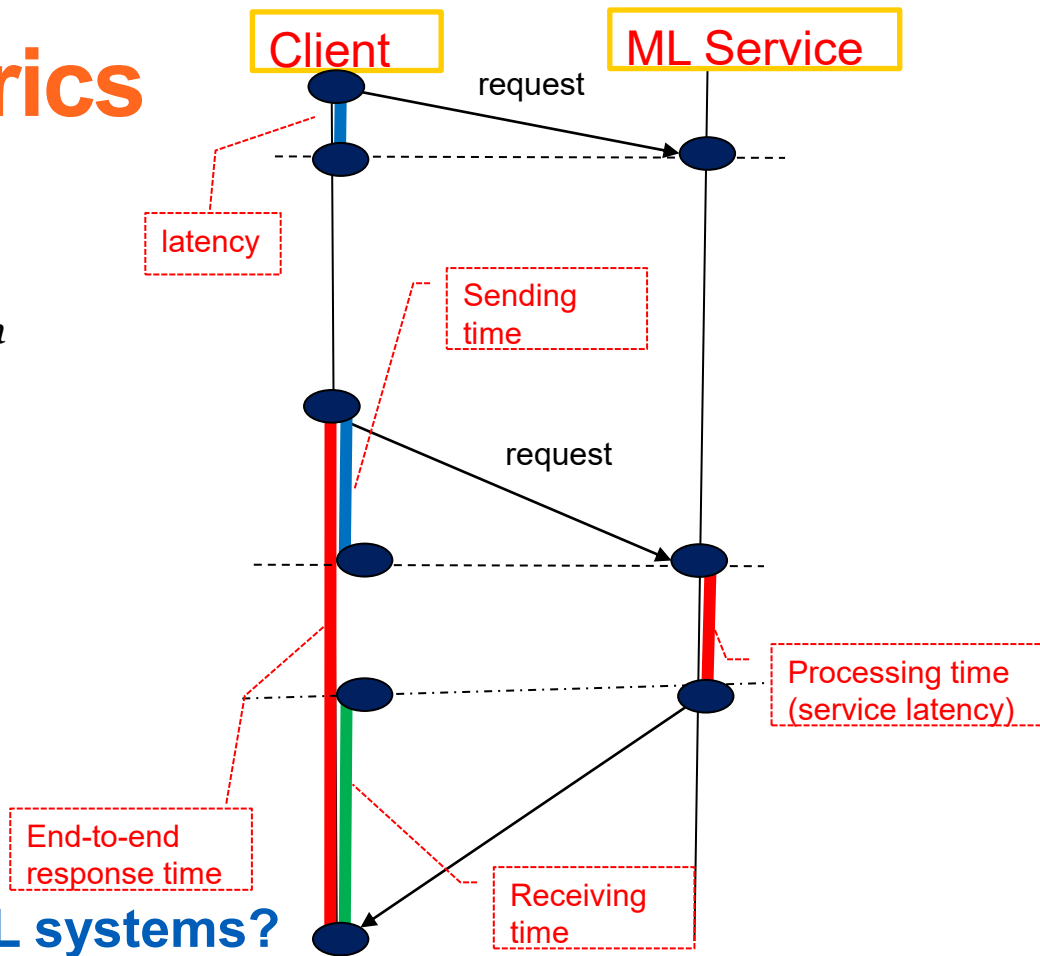 rics
Client
ML Service
request
latency
Sending
time
request
Processing time
(service latency)
End-to-end
response time
Receiving
time
L systems?